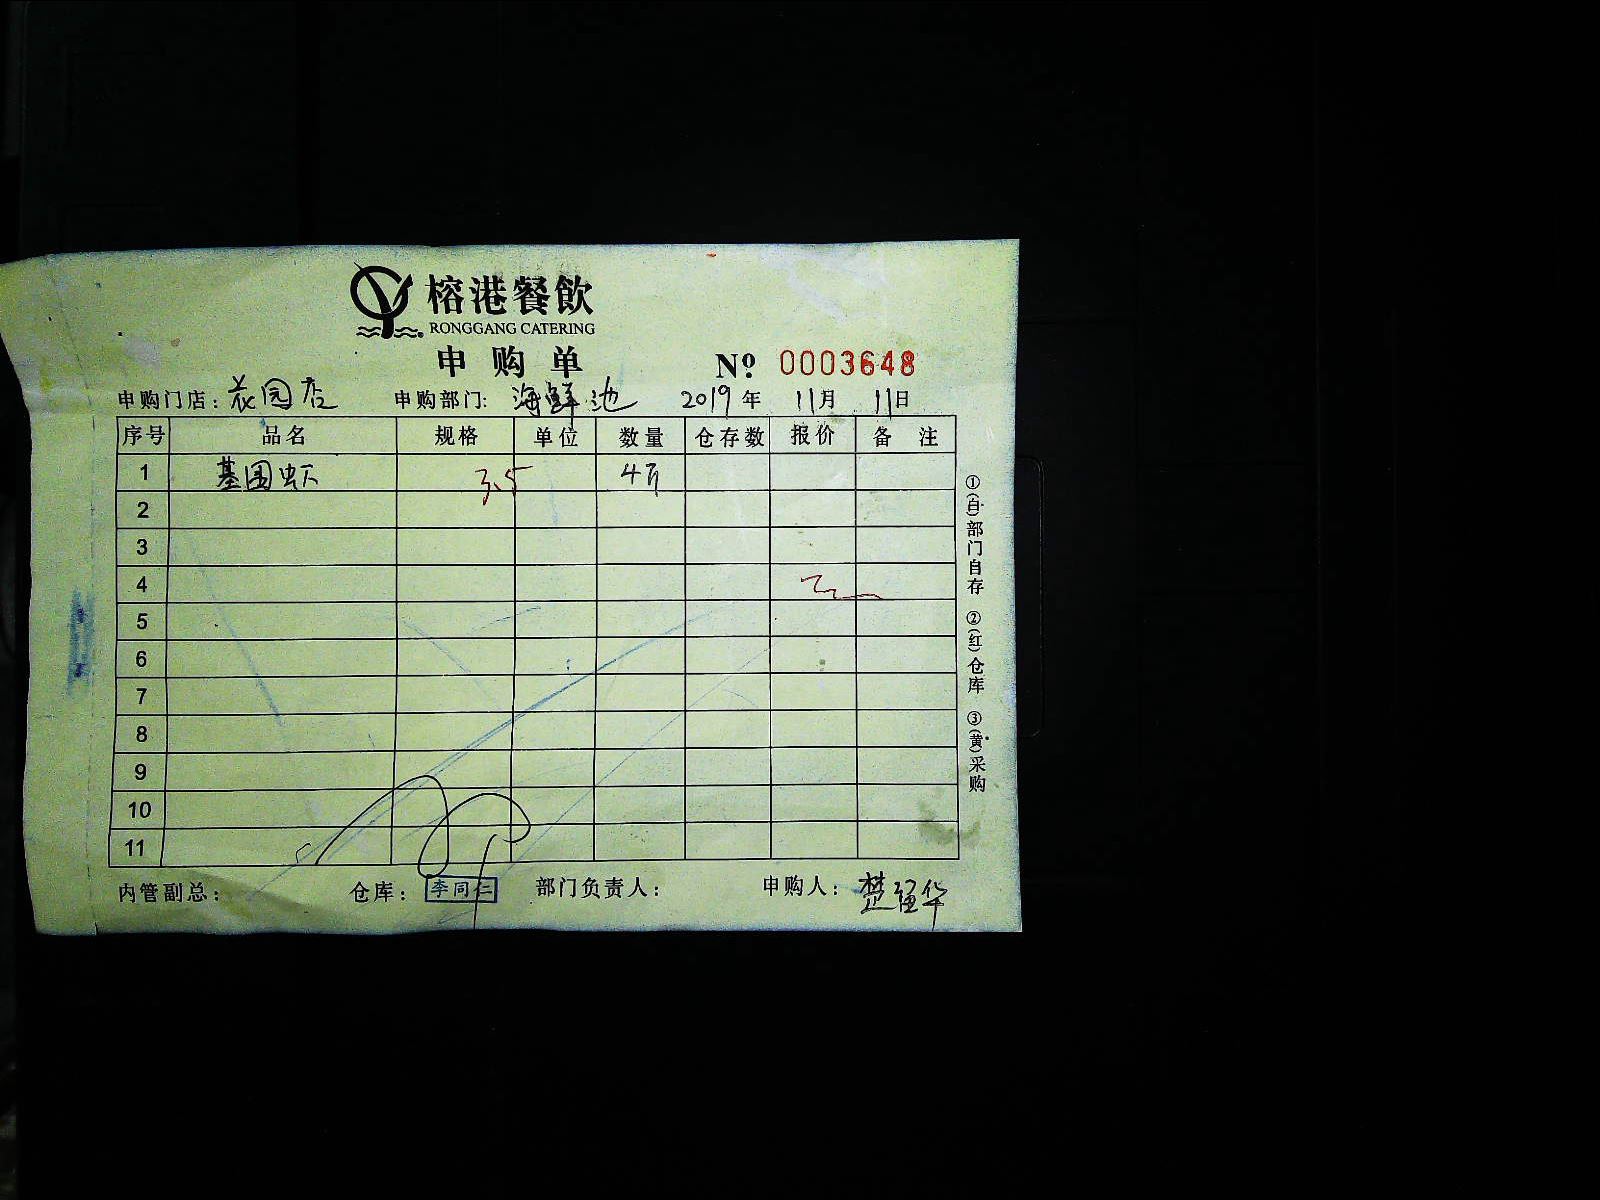 榕港餐飲
RONGGANG CATERING
申购单 Nº 0003648
申购门店：花园店 申购部门：海鲜池 2019年 11月 11日
序号 品名 规格 单位 数量 仓存数 报价 备注
1 基围虾 3.5 4斤
2
3
4
5
6
7
8
9
10
11
内管副总： 仓库：李同仁 部门负责人： 申购人：楚留华
①(白)部门自存 ②(红)仓库 ③(黄)采购